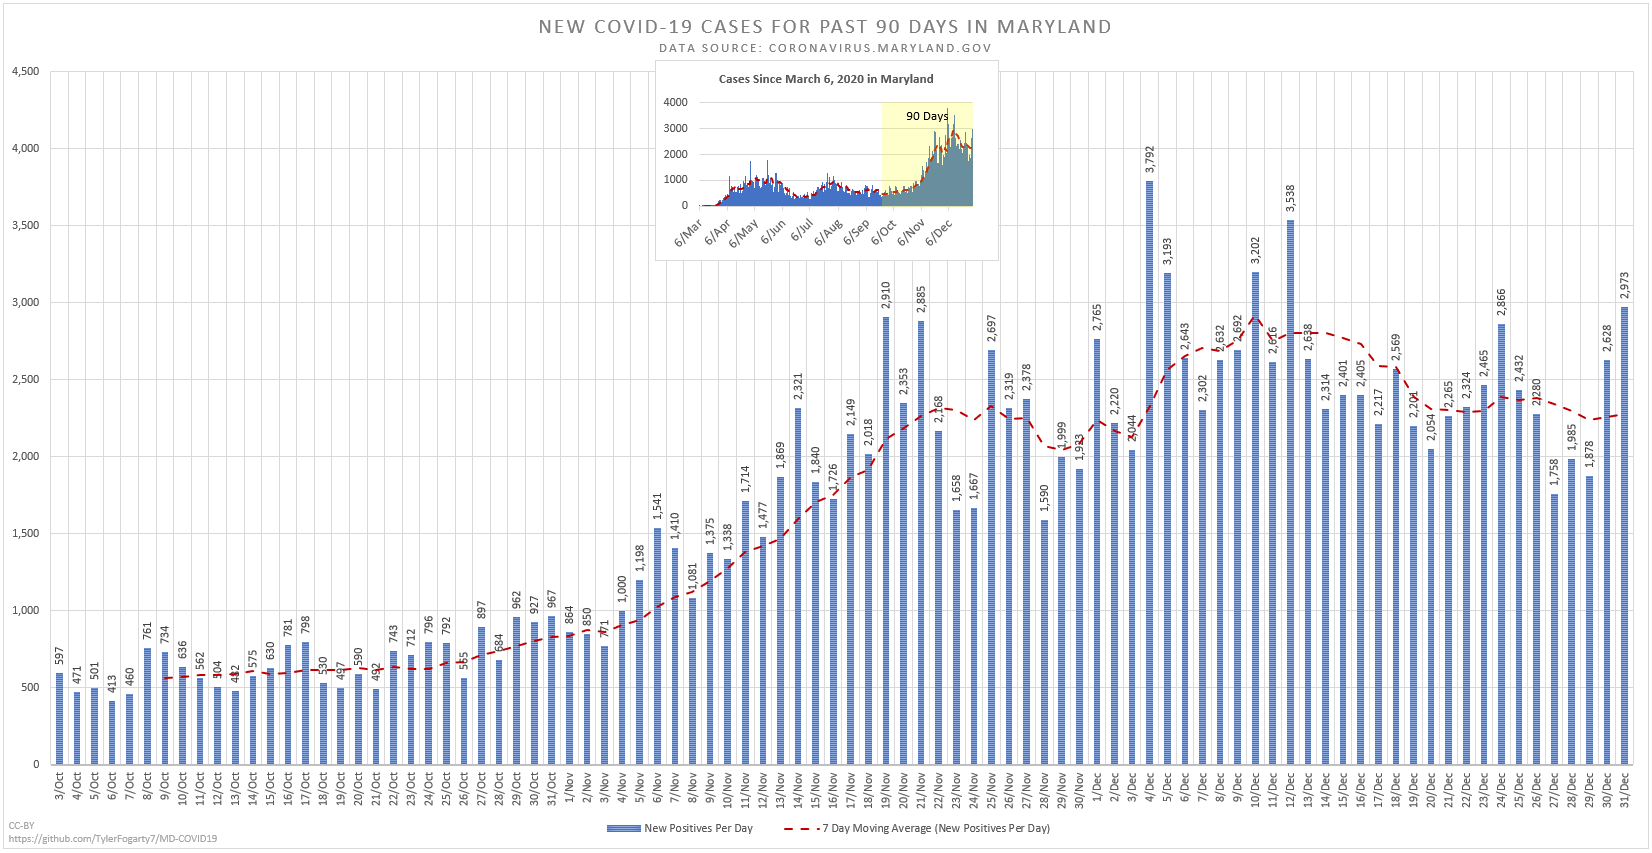 NEW COVID-19 CASES FOR PAST 90 DAYS IN MARYLAND
DATA SOURCE: CORONAVIRUS.MARYLAND.GOV
Cases Since March 6, 2020 in Maryland
90 Days
4000
3000
2000
1000
0
6/Mar
6/Apr
6/May
6/Jun
6/Jul
6/Aug
6/Sep
6/Oct
6/Nov
6/Dec
4,500
4,000
3,500
3,000
2,500
2,000
1,500
1,000
500
0
597
471
501
413
460
761
734
636
562
504
482
575
630
781
798
530
497
590
492
743
712
796
792
565
897
684
962
927
967
864
850
771
1,000
1,198
1,541
1,410
1,081
1,375
1,338
1,714
1,477
1,869
2,321
1,840
1,726
2,149
2,018
2,910
2,353
2,885
2,168
1,658
1,667
2,697
2,319
2,378
1,590
1,999
1,923
2,765
2,220
2,044
3,792
3,193
2,643
2,302
2,632
2,692
3,202
2,616
3,538
2,638
2,314
2,401
2,405
2,217
2,569
2,201
2,054
2,265
2,324
2,465
2,866
2,432
2,280
1,758
1,985
1,878
2,628
2,973
3/Oct
4/Oct
5/Oct
6/Oct
7/Oct
8/Oct
9/Oct
10/Oct
11/Oct
12/Oct
13/Oct
14/Oct
15/Oct
16/Oct
17/Oct
18/Oct
19/Oct
20/Oct
21/Oct
22/Oct
23/Oct
24/Oct
25/Oct
26/Oct
27/Oct
28/Oct
29/Oct
30/Oct
31/Oct
1/Nov
2/Nov
3/Nov
4/Nov
5/Nov
6/Nov
7/Nov
8/Nov
9/Nov
10/Nov
11/Nov
12/Nov
13/Nov
14/Nov
15/Nov
16/Nov
17/Nov
18/Nov
19/Nov
20/Nov
21/Nov
22/Nov
23/Nov
24/Nov
25/Nov
26/Nov
27/Nov
28/Nov
29/Nov
30/Nov
1/Dec
2/Dec
3/Dec
4/Dec
5/Dec
6/Dec
7/Dec
8/Dec
9/Dec
10/Dec
11/Dec
12/Dec
13/Dec
14/Dec
15/Dec
16/Dec
17/Dec
18/Dec
19/Dec
20/Dec
21/Dec
22/Dec
23/Dec
24/Dec
25/Dec
26/Dec
27/Dec
28/Dec
29/Dec
30/Dec
31/Dec
New Positives Per Day
7 Day Moving Average (New Positives Per Day)
CC-BY
https://github.com/TylerFogarty7/MD-COVID19